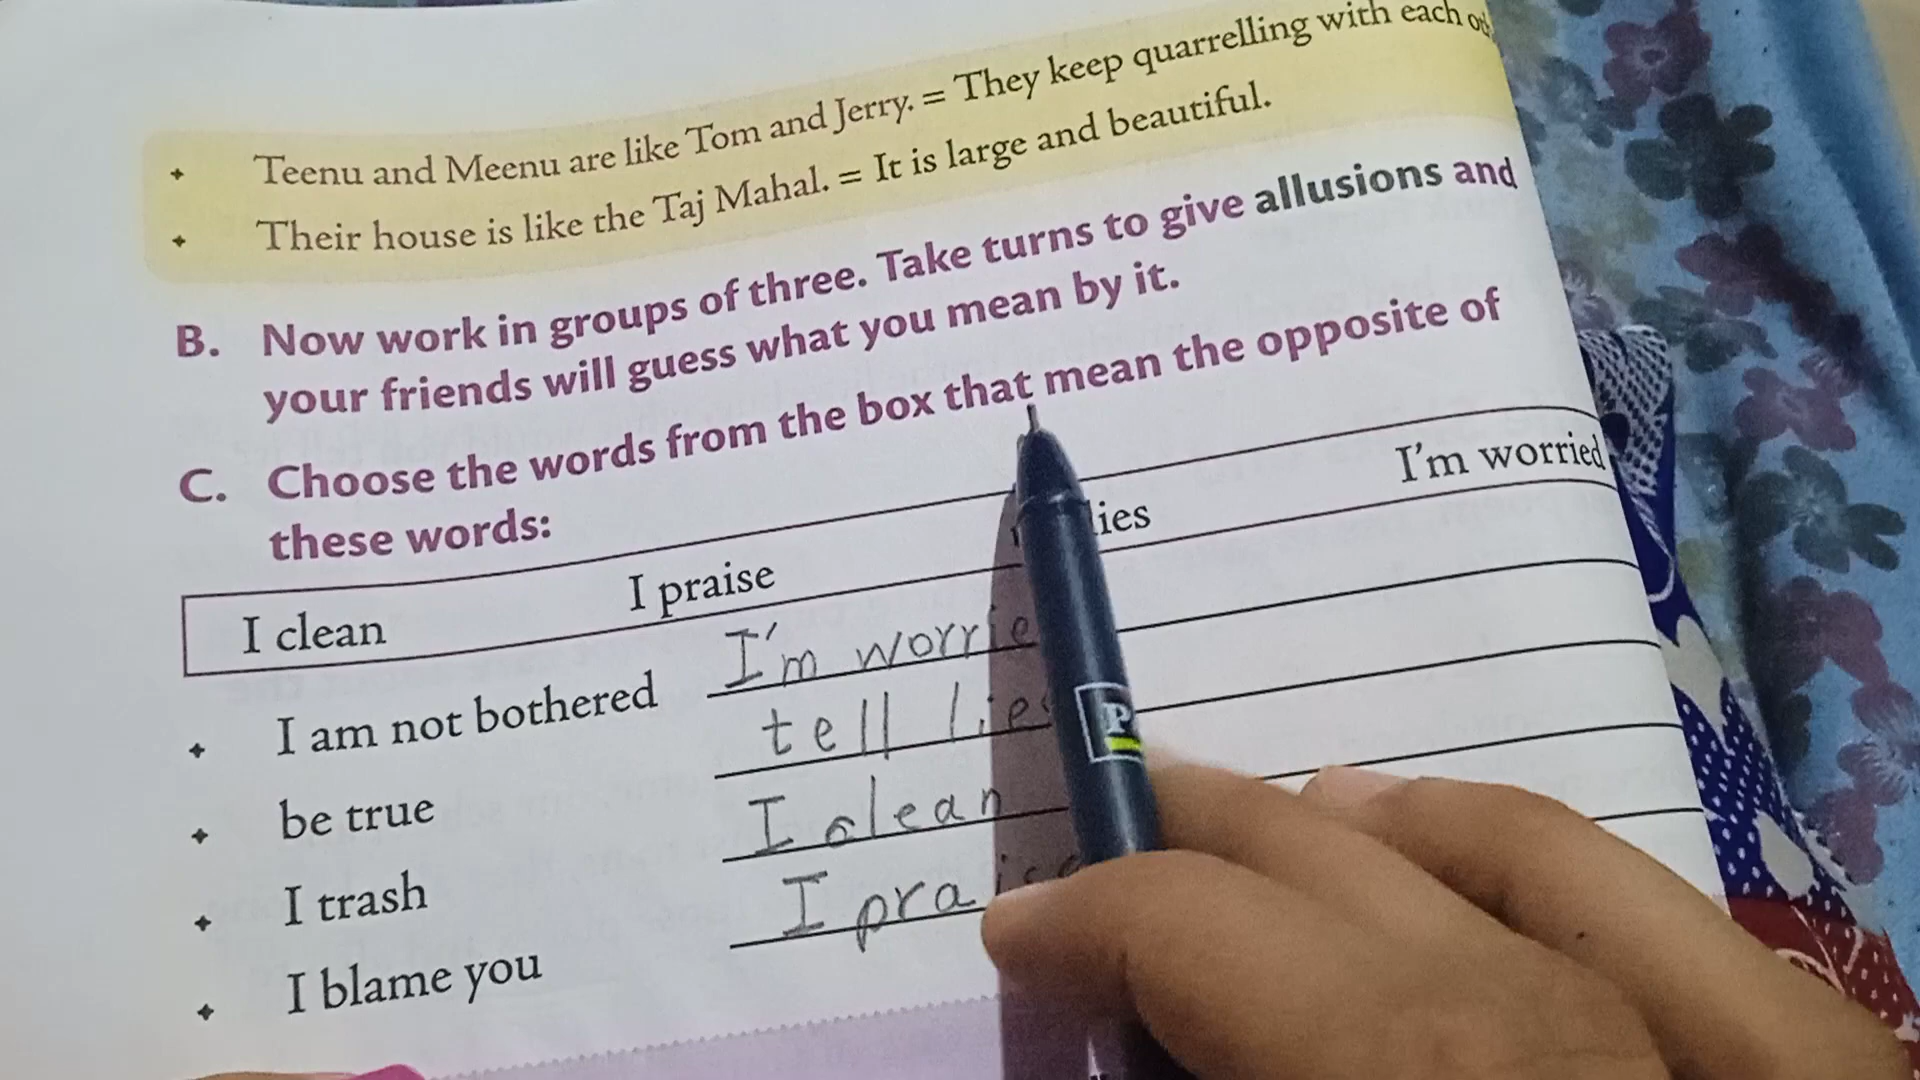 Teenu and Meenu are like Tom and Jerry. = They keep quarrelling with each
Their house is like the Taj Mahal. = It is large and beautiful.
B. Now work in groups of three. Take turns to give allusions and
your friends will guess what you mean by it.
C. Choose the words from the box that mean the opposite of
these words:
I clean I praise lies I'm worried
I am not bothered I'm worrie
be true tell lies
I trash I clean
I blame you I praise
P